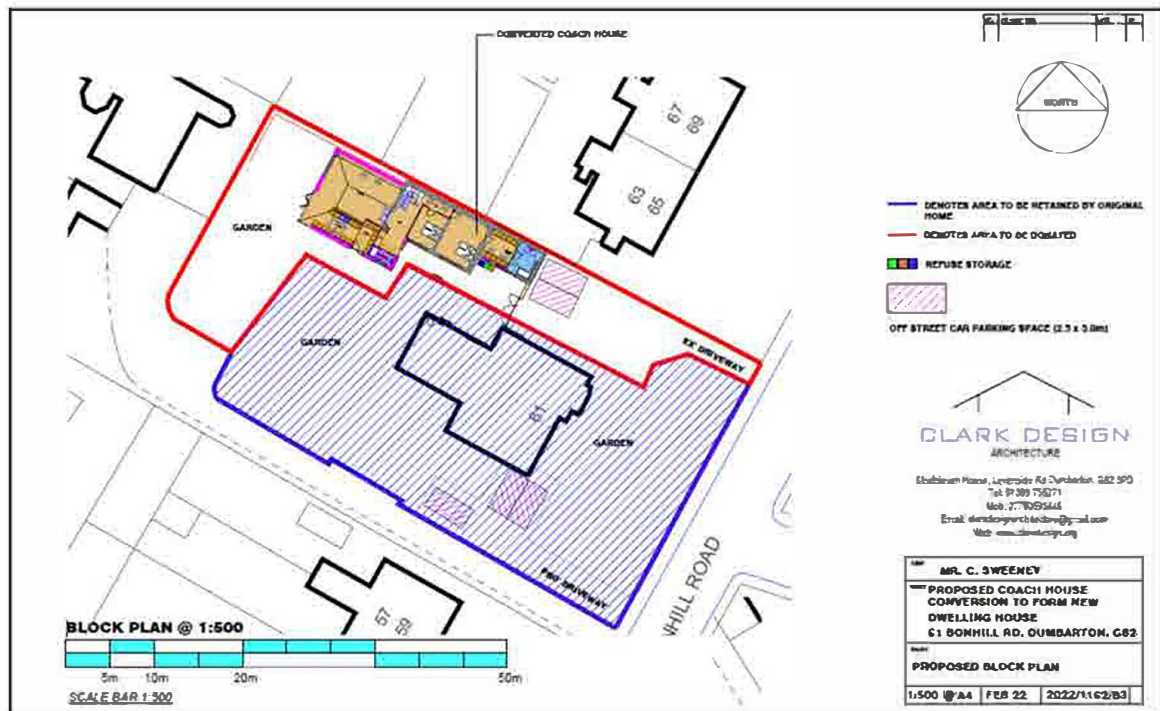 CONVERTED COACH HOUSE
NORTH
67
69
63
65
GARDEN
GARDEN
EX' DRIVEWAY
61
GARDEN
PRO' DRIVEWAY
NHILL ROAD
57
59
DENOTES AREA TO BE RETAINED BY ORIGINAL
HOME
DENOTES AREA TO BE DONATED
REFUSE STORAGE
OFF STREET CAR PARKING SPACE (2.5 x 5.0m)
CLARK DESIGN
ARCHITECTURE
BLOCK PLAN @ 1:500
5m 10m 20m 50m
SCALE BAR 1:500
MR. C. SWEENEY
PROPOSED COACH HOUSE
CONVERSION TO FORM NEW
DWELLING HOUSE
61 BONHILL RD, DUMBARTON, G82
PROPOSED BLOCK PLAN
1:500 @ A4 FEB 22 2022/1162/B3